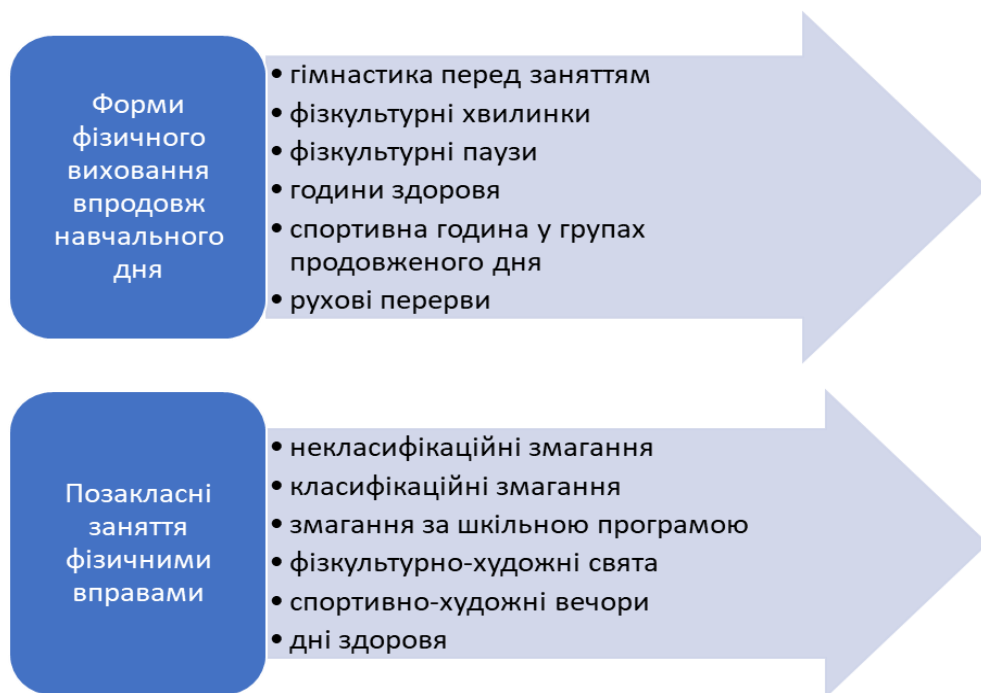 Форми
фізичного
виховання
впродовж
навчального
дня
• гімнастика перед заняттям
• фізкультурні хвилинки
• фізкультурні паузи
• години здоровя
• спортивна година у групах
продовженого дня
• рухові перерви
Позакласні
заняття
фізичними
вправами
• некласифікаційні змагання
• класифікаційні змагання
• змагання за шкільною програмою
• фізкультурно-художні свята
• спортивно-художні вечори
• дні здоровя